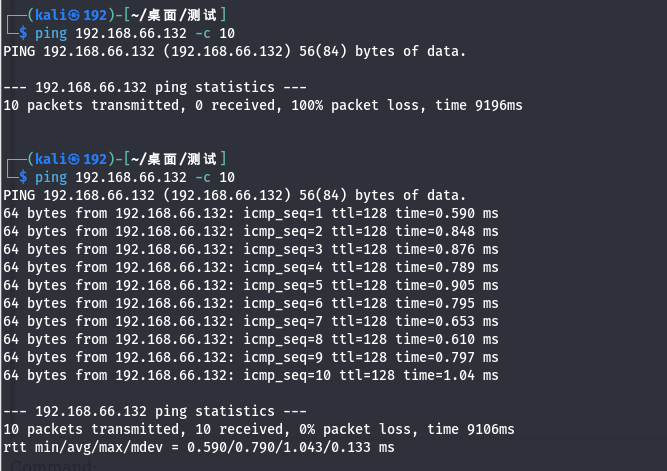 ┌──(kali㉿192)-[~/桌面/测试]
└─$ ping 192.168.66.132 -c 10
PING 192.168.66.132 (192.168.66.132) 56(84) bytes of data.
--- 192.168.66.132 ping statistics ---
10 packets transmitted, 0 received, 100% packet loss, time 9196ms
┌──(kali㉿192)-[~/桌面/测试]
└─$ ping 192.168.66.132 -c 10
PING 192.168.66.132 (192.168.66.132) 56(84) bytes of data.
64 bytes from 192.168.66.132: icmp_seq=1 ttl=128 time=0.590 ms
64 bytes from 192.168.66.132: icmp_seq=2 ttl=128 time=0.848 ms
64 bytes from 192.168.66.132: icmp_seq=3 ttl=128 time=0.876 ms
64 bytes from 192.168.66.132: icmp_seq=4 ttl=128 time=0.789 ms
64 bytes from 192.168.66.132: icmp_seq=5 ttl=128 time=0.905 ms
64 bytes from 192.168.66.132: icmp_seq=6 ttl=128 time=0.795 ms
64 bytes from 192.168.66.132: icmp_seq=7 ttl=128 time=0.653 ms
64 bytes from 192.168.66.132: icmp_seq=8 ttl=128 time=0.610 ms
64 bytes from 192.168.66.132: icmp_seq=9 ttl=128 time=0.797 ms
64 bytes from 192.168.66.132: icmp_seq=10 ttl=128 time=1.04 ms
--- 192.168.66.132 ping statistics ---
10 packets transmitted, 10 received, 0% packet loss, time 9106ms
rtt min/avg/max/mdev = 0.590/0.790/1.043/0.133 ms
Command: